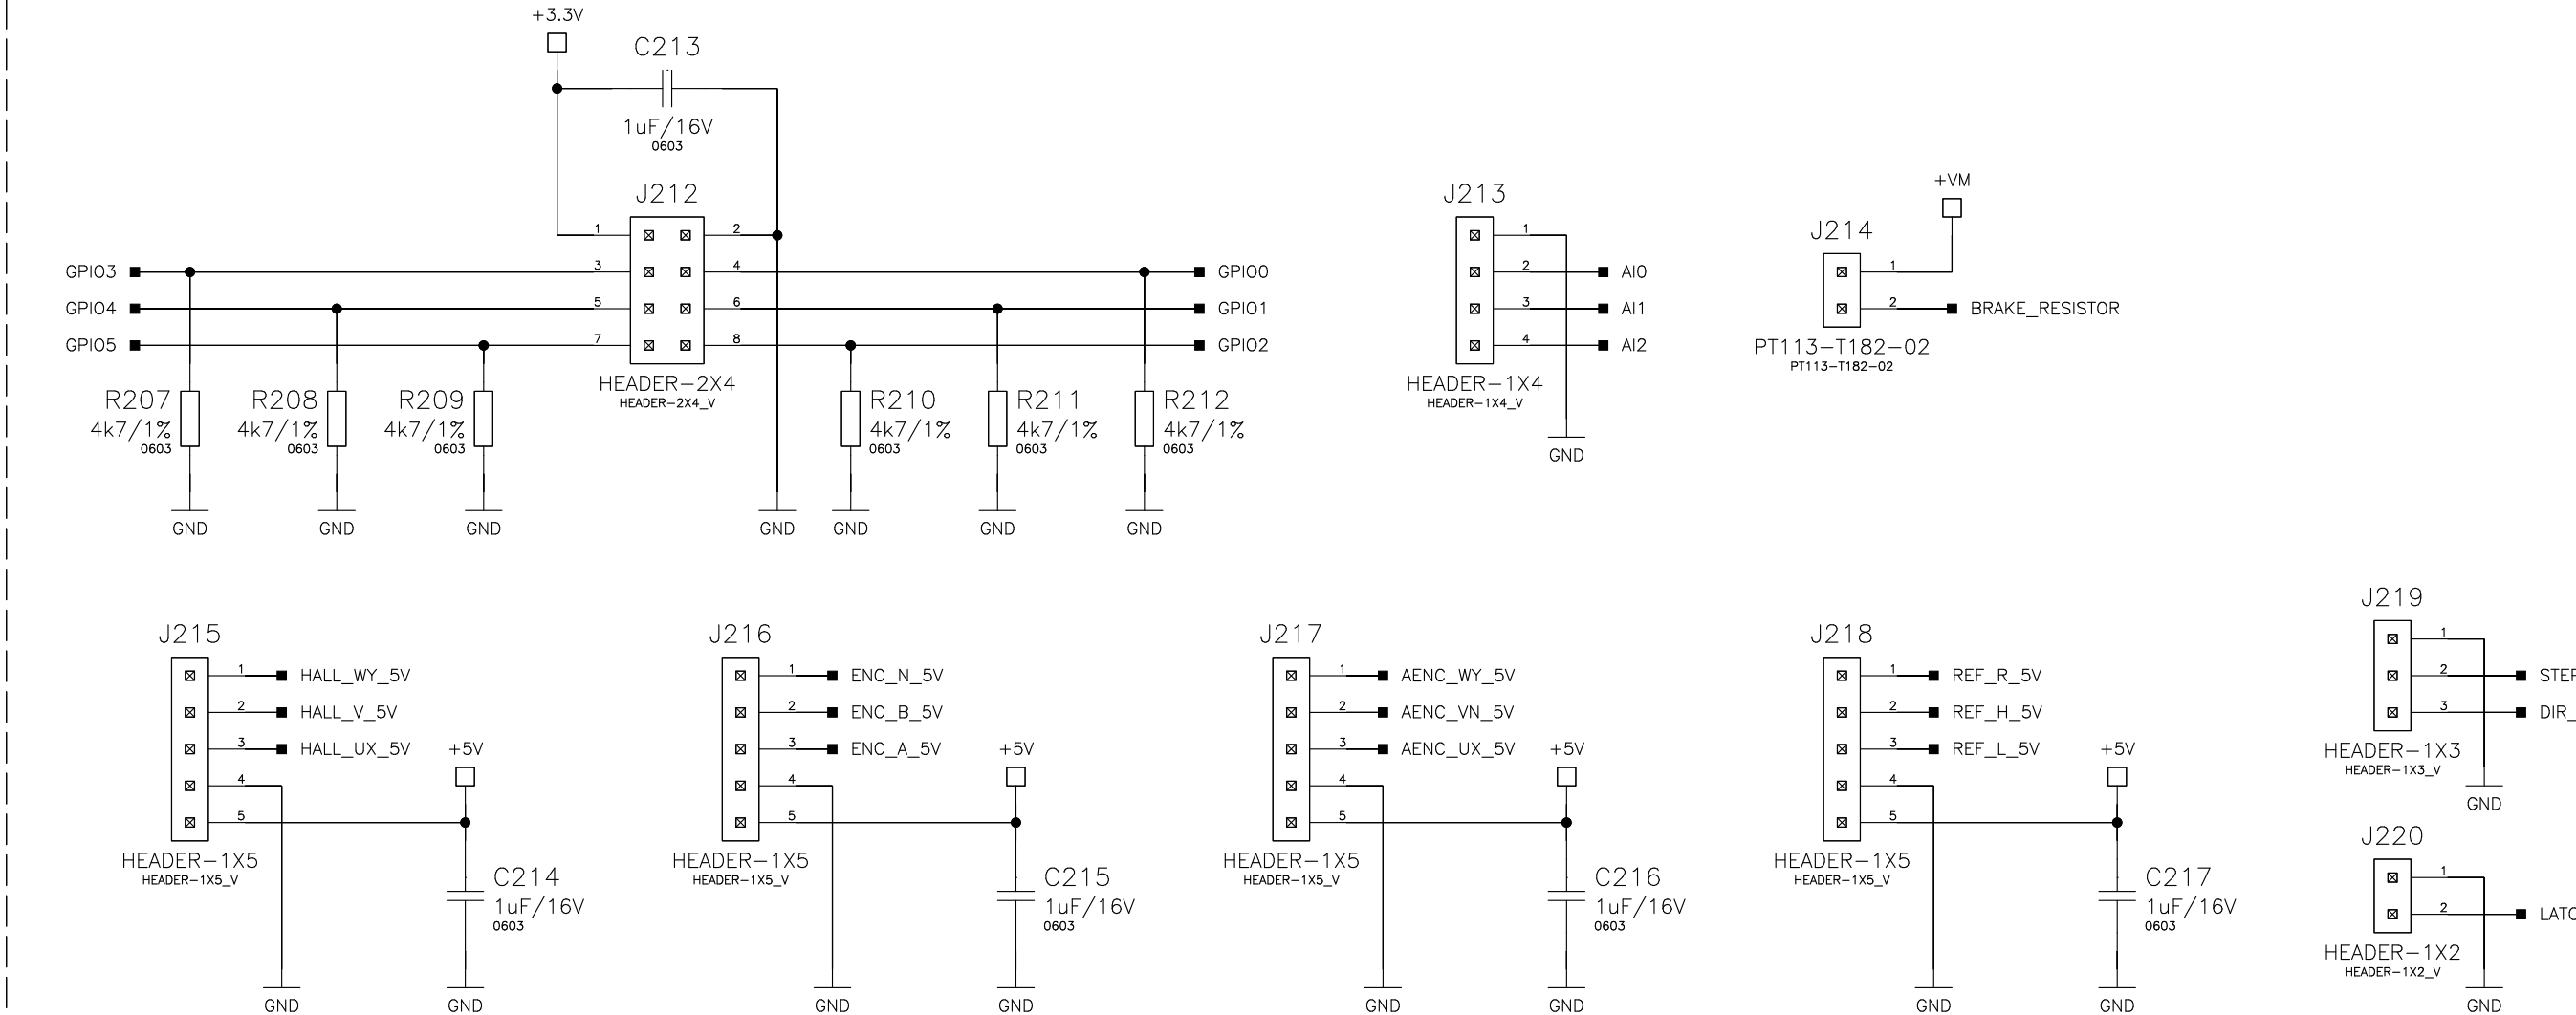 +3.3V
C213
1uF/16V
0603
J212
1
2
3
4
5
6
7
8
GPIO3
GPIO4
GPIO5
GPIO0
GPIO1
GPIO2
HEADER-2X4
HEADER-2X4_V
R207
4k7/1%
0603
R208
4k7/1%
0603
R209
4k7/1%
0603
R210
4k7/1%
0603
R211
4k7/1%
0603
R212
4k7/1%
0603
GND
GND
GND
GND
GND
GND
GND
J213
1
2
3
4
AI0
AI1
AI2
HEADER-1X4
HEADER-1X4_V
GND
+VM
J214
1
2
BRAKE_RESISTOR
PT113-T182-02
PT113-T182-02
J215
1
HALL_WY_5V
2
HALL_V_5V
3
HALL_UX_5V
4
5
+5V
HEADER-1X5
HEADER-1X5_V
C214
1uF/16V
0603
GND
GND
J216
1
ENC_N_5V
2
ENC_B_5V
3
ENC_A_5V
4
5
+5V
HEADER-1X5
HEADER-1X5_V
C215
1uF/16V
0603
GND
GND
J217
1
AENC_WY_5V
2
AENC_VN_5V
3
AENC_UX_5V
4
5
+5V
HEADER-1X5
HEADER-1X5_V
C216
1uF/16V
0603
GND
GND
J218
1
REF_R_5V
2
REF_H_5V
3
REF_L_5V
4
5
+5V
HEADER-1X5
HEADER-1X5_V
C217
1uF/16V
0603
GND
GND
J219
1
2
3
DIR_
HEADER-1X3
HEADER-1X3_V
GND
J220
1
2
HEADER-1X2
HEADER-1X2_V
GND